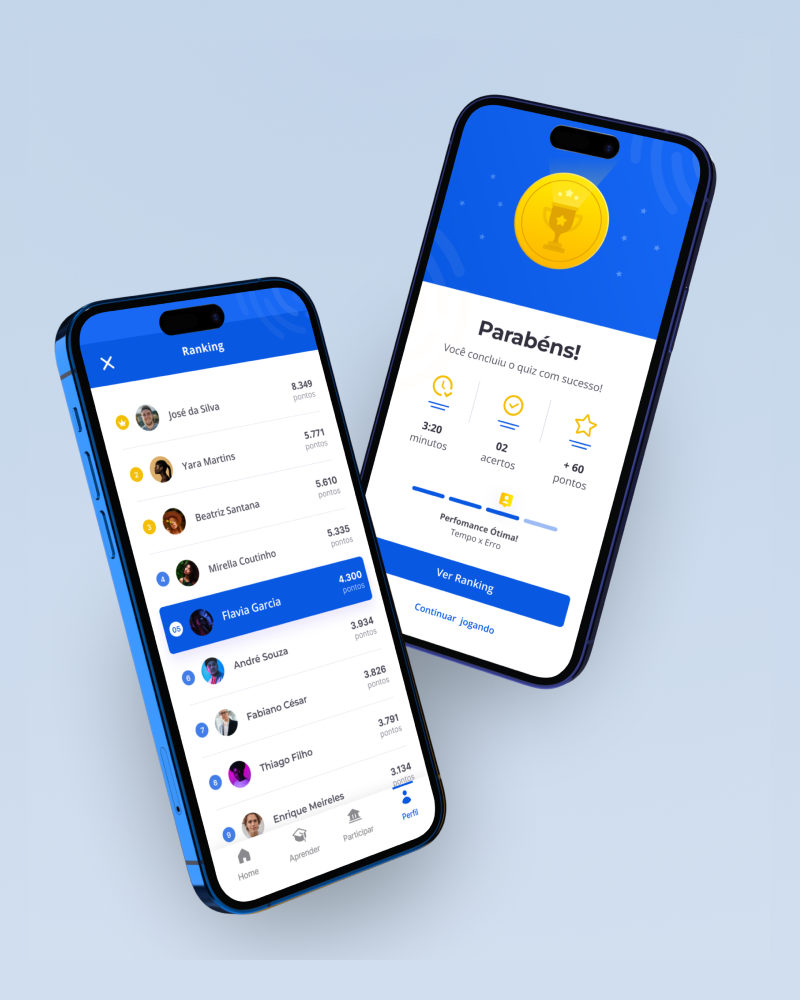 Ranking
José da Silva
8.349
pontos
2
Yara Martins
5.771
pontos
3
Beatriz Santana
5.610
pontos
4
Mirella Coutinho
5.335
pontos
05
Flavia Garcia
4.300
pontos
6
André Souza
3.934
pontos
7
Fabiano César
3.826
pontos
8
Thiago Filho
3.791
pontos
9
Enrique Meireles
3.134
pontos
Home
Aprender
Participar
Perfil
Parabéns!
Você concluiu o quiz com sucesso!
3:20
minutos
02
acertos
+ 60
pontos
Perfomance Ótima!
Tempo x Erro
Ver Ranking
Continuar jogando